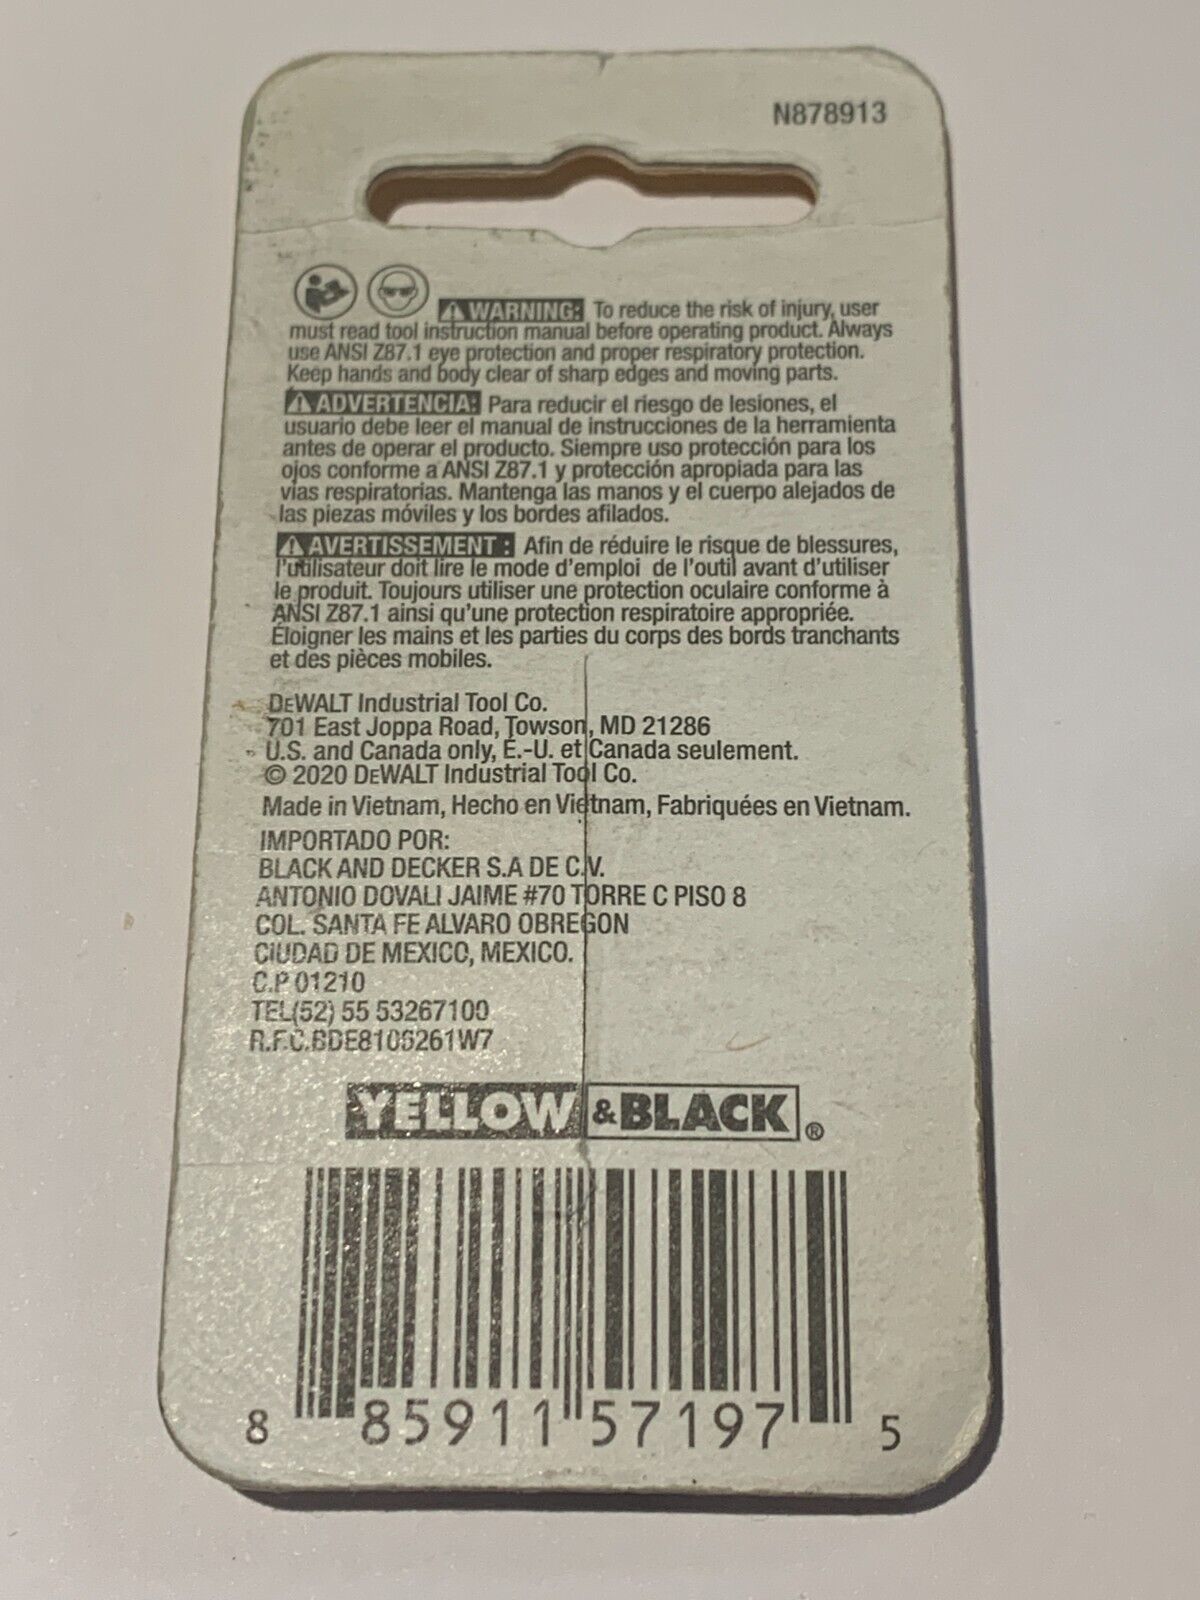 N878913
WARNING: To reduce the risk of injury, user
must read tool instruction manual before operating product. Always
use ANSI Z87.1 eye protection and proper respiratory protection.
Keep hands and body clear of sharp edges and moving parts.
ADVERTENCIA: Para reducir el riesgo de lesiones, el
usuario debe leer el manual de instrucciones de la herramienta
antes de operar el producto. Siempre uso protección para los
ojos conforme a ANSI Z87.1 y protección apropiada para las
vías respiratorias. Mantenga las manos y el cuerpo alejados de
las piezas móviles y los bordes afilados.
AVERTISSEMENT : Afin de réduire le risque de blessures,
l'utilisateur doit lire le mode d'emploi de l'outil avant d'utiliser
le produit. Toujours utiliser une protection oculaire conforme à
ANSI Z87.1 ainsi qu'une protection respiratoire appropriée.
Éloigner les mains et les parties du corps des bords tranchants
et des pièces mobiles.
DEWALT Industrial Tool Co.
701 East Joppa Road, Towson, MD 21286
U.S. and Canada only, É.-U. et Canada seulement.
© 2020 DEWALT Industrial Tool Co.
Made in Vietnam, Hecho en Vietnam, Fabriquées en Vietnam.
IMPORTADO POR:
BLACK AND DECKER S.A DE C.V.
ANTONIO DOVALI JAIME #70 TORRE C PISO 8
COL. SANTA FE ALVARO OBREGON
CIUDAD DE MEXICO, MEXICO.
C.P 01210
TEL(52) 55 53267100
R.F.C.BDE8106261W7
YELLOW &BLACK ®
8 85911 57197 5